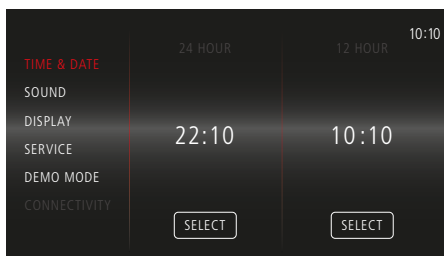 10:10
24 HOUR
12 HOUR
TIME & DATE
SOUND
DISPLAY
SERVICE
DEMO MODE
CONNECTIVITY
22:10
10:10
SELECT
SELECT